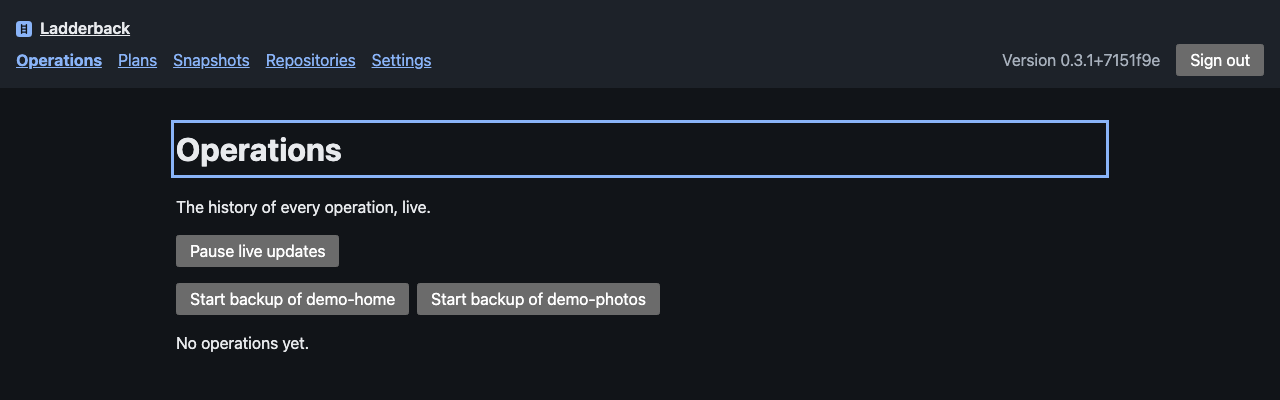 Ladderback
Operations Plans Snapshots Repositories Settings Version 0.3.1+7151f9e Sign out
Operations
The history of every operation, live.
Pause live updates
Start backup of demo-home Start backup of demo-photos
No operations yet.